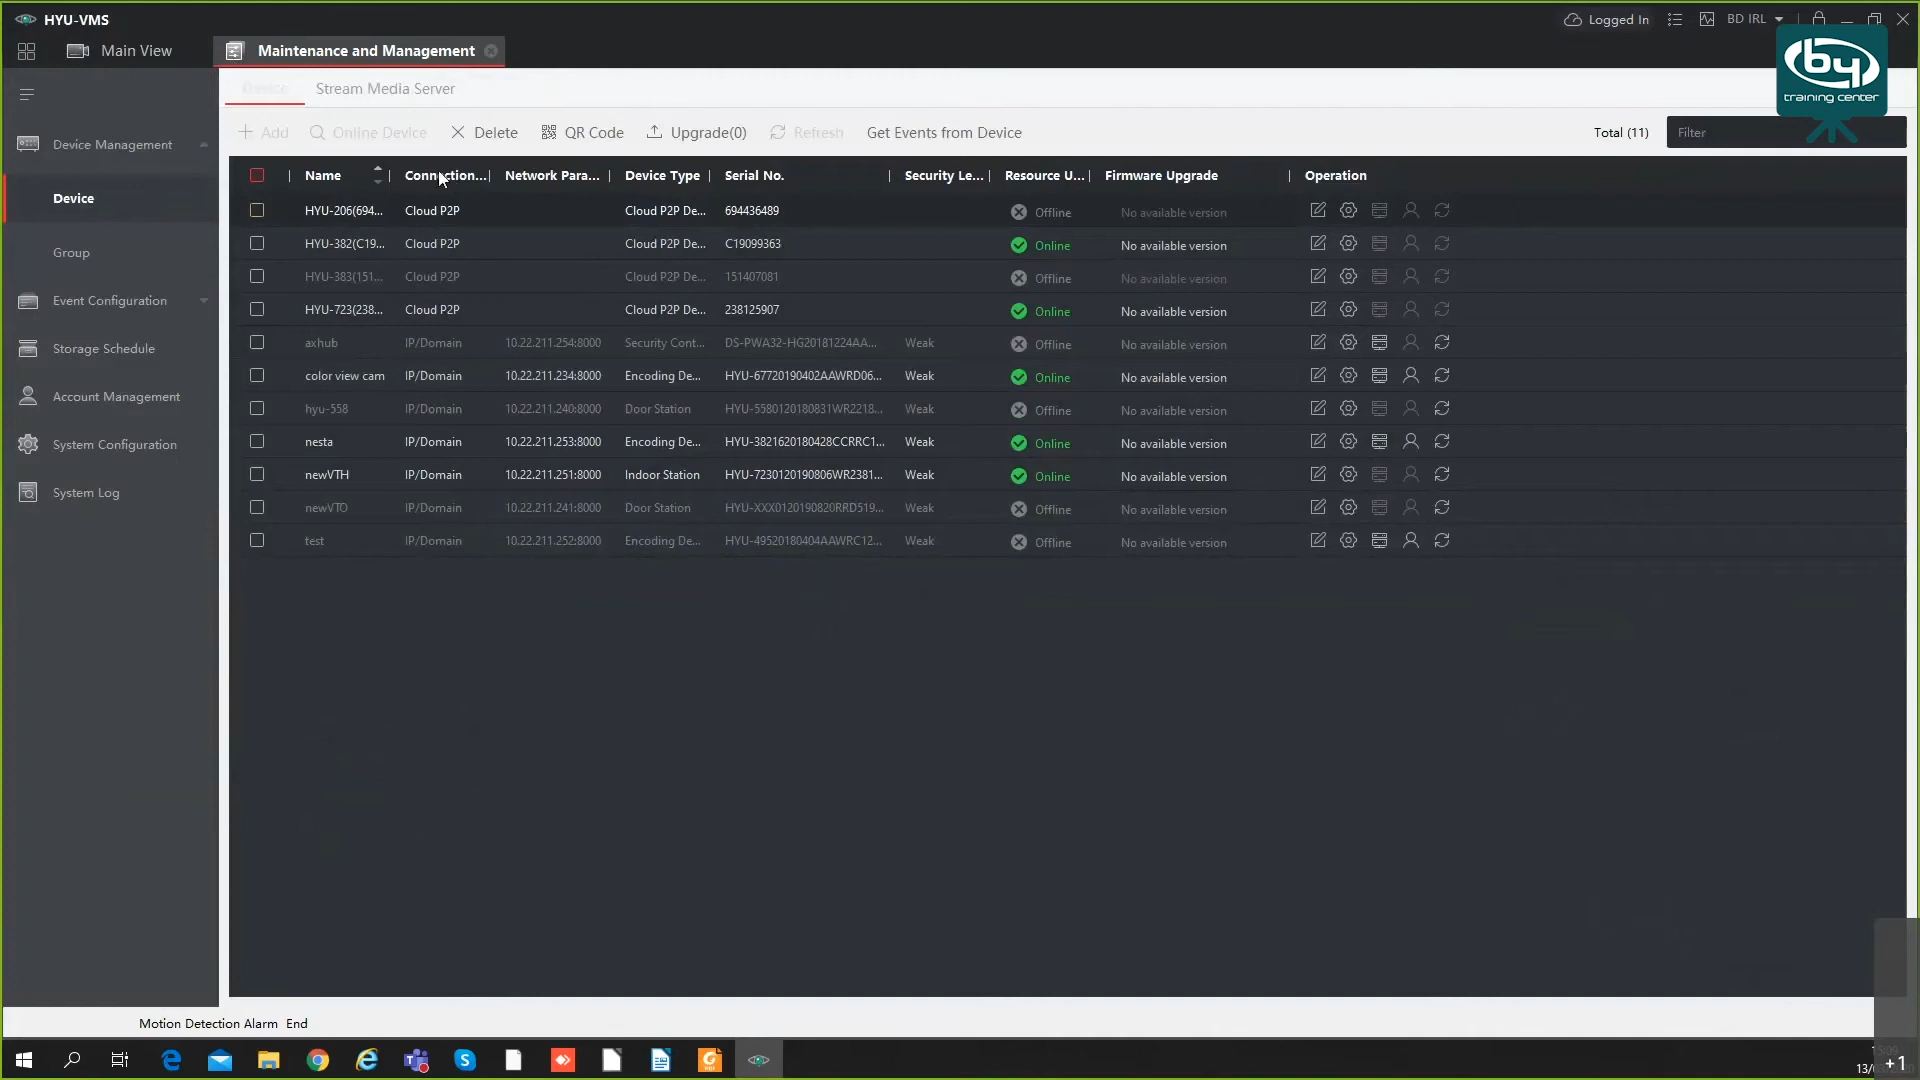 HYU-VMS
Logged In
BD IRL
Main View
Maintenance and Management
by
training center
Device
Stream Media Server
Add
Online Device
Delete
QR Code
Upgrade(0)
Refresh
Get Events from Device
Total (11)
Filter
Device Management
Device
Group
Event Configuration
Storage Schedule
Account Management
System Configuration
System Log
Name Connection... Network Para... Device Type Serial No. Security Le... Resource U... Firmware Upgrade Operation
HYU-206(694... Cloud P2P Cloud P2P De... 694436489 Offline No available version
HYU-382(C19... Cloud P2P Cloud P2P De... C19099363 Online No available version
HYU-383(151... Cloud P2P Cloud P2P De... 151407081 Offline No available version
HYU-723(238... Cloud P2P Cloud P2P De... 238125907 Online No available version
axhub IP/Domain 10.22.211.254:8000 Security Cont... DS-PWA32-HG20181224AA... Weak Offline No available version
color view cam IP/Domain 10.22.211.234:8000 Encoding De... HYU-67720190402AAWRD06... Weak Online No available version
hyu-558 IP/Domain 10.22.211.240:8000 Door Station HYU-5580120180831WR2218... Weak Offline No available version
nesta IP/Domain 10.22.211.253:8000 Encoding De... HYU-3821620180428CCRRC1... Weak Online No available version
newVTH IP/Domain 10.22.211.251:8000 Indoor Station HYU-7230120190806WR2381... Weak Online No available version
newVTO IP/Domain 10.22.211.241:8000 Door Station HYU-XXX0120190820RRD519... Weak Offline No available version
test IP/Domain 10.22.211.252:8000 Encoding De... HYU-49520180404AAWRC12... Weak Offline No available version
Motion Detection Alarm End
15:09
13/
+1